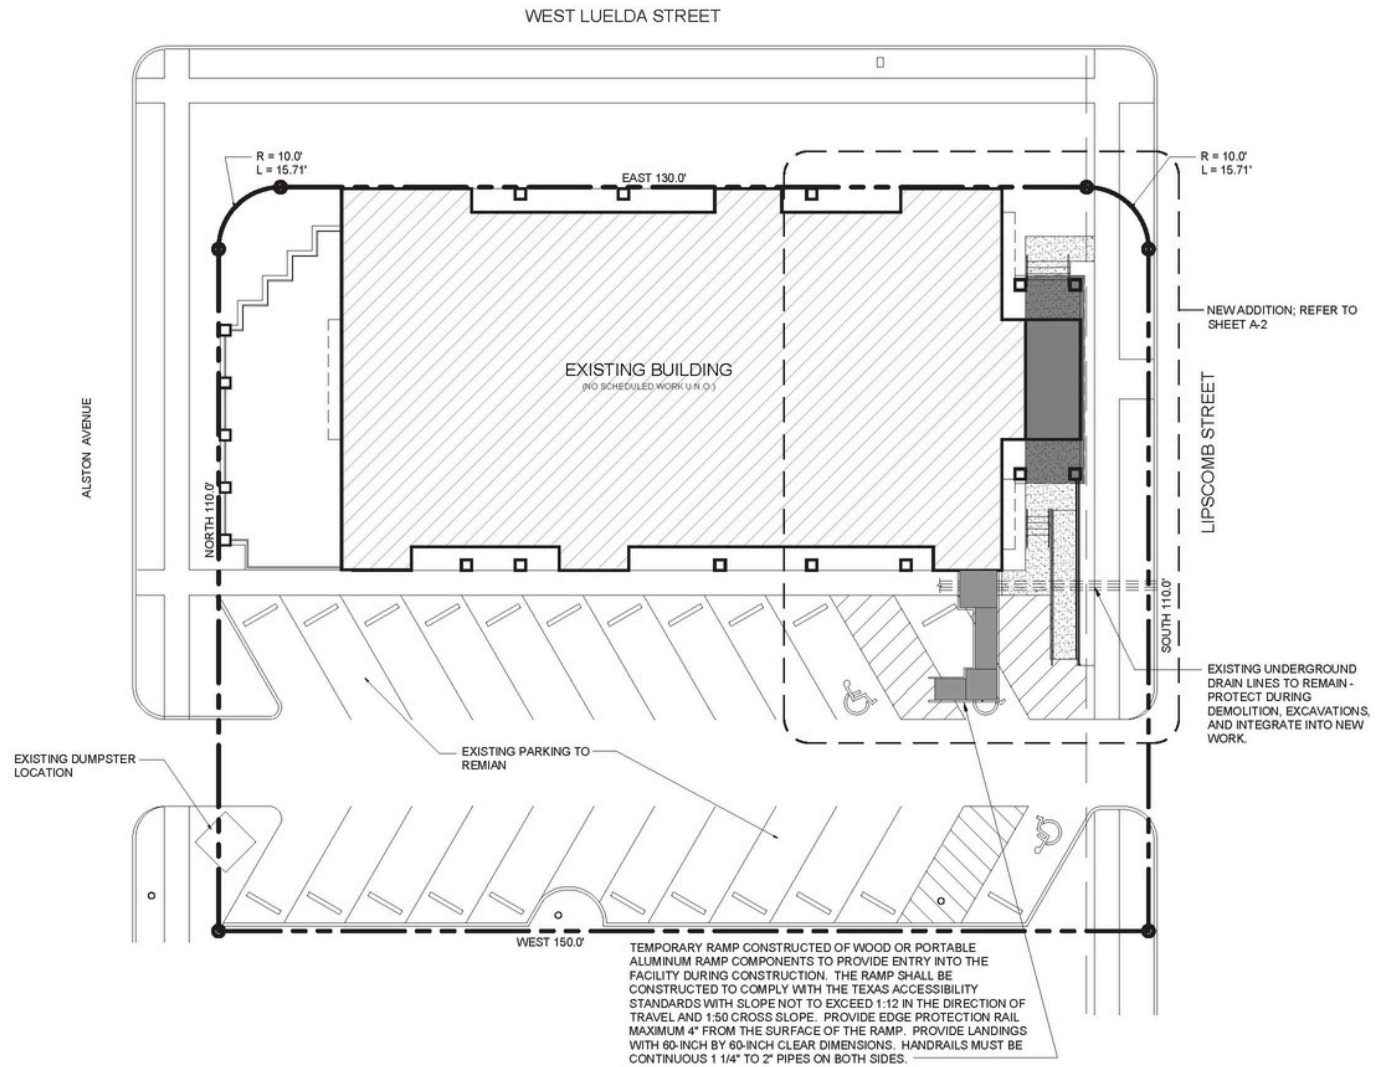 WEST LUELDA STREET
R = 10.0'
L = 15.71'
EAST 130.0'
R = 10.0'
L = 15.71'
NEW ADDITION; REFER TO
SHEET A-2
EXISTING BUILDING
(NO SCHEDULED WORK U.N.O.)
ALSTON AVENUE
LIPSCOMB STREET
NORTH 110.0'
SOUTH 110.0'
EXISTING UNDERGROUND
DRAIN LINES TO REMAIN -
PROTECT DURING
DEMOLITION, EXCAVATIONS,
AND INTEGRATE INTO NEW
WORK.
EXISTING PARKING TO
REMIAN
EXISTING DUMPSTER
LOCATION
WEST 150.0'
TEMPORARY RAMP CONSTRUCTED OF WOOD OR PORTABLE
ALUMINUM RAMP COMPONENTS TO PROVIDE ENTRY INTO THE
FACILITY DURING CONSTRUCTION. THE RAMP SHALL BE
CONSTRUCTED TO COMPLY WITH THE TEXAS ACCESSIBILITY
STANDARDS WITH SLOPE NOT TO EXCEED 1:12 IN THE DIRECTION OF
TRAVEL AND 1:50 CROSS SLOPE. PROVIDE EDGE PROTECTION RAIL
MAXIMUM 4" FROM THE SURFACE OF THE RAMP. PROVIDE LANDINGS
WITH 60-INCH BY 60-INCH CLEAR DIMENSIONS. HANDRAILS MUST BE
CONTINUOUS 1 1/4" TO 2" PIPES ON BOTH SIDES.